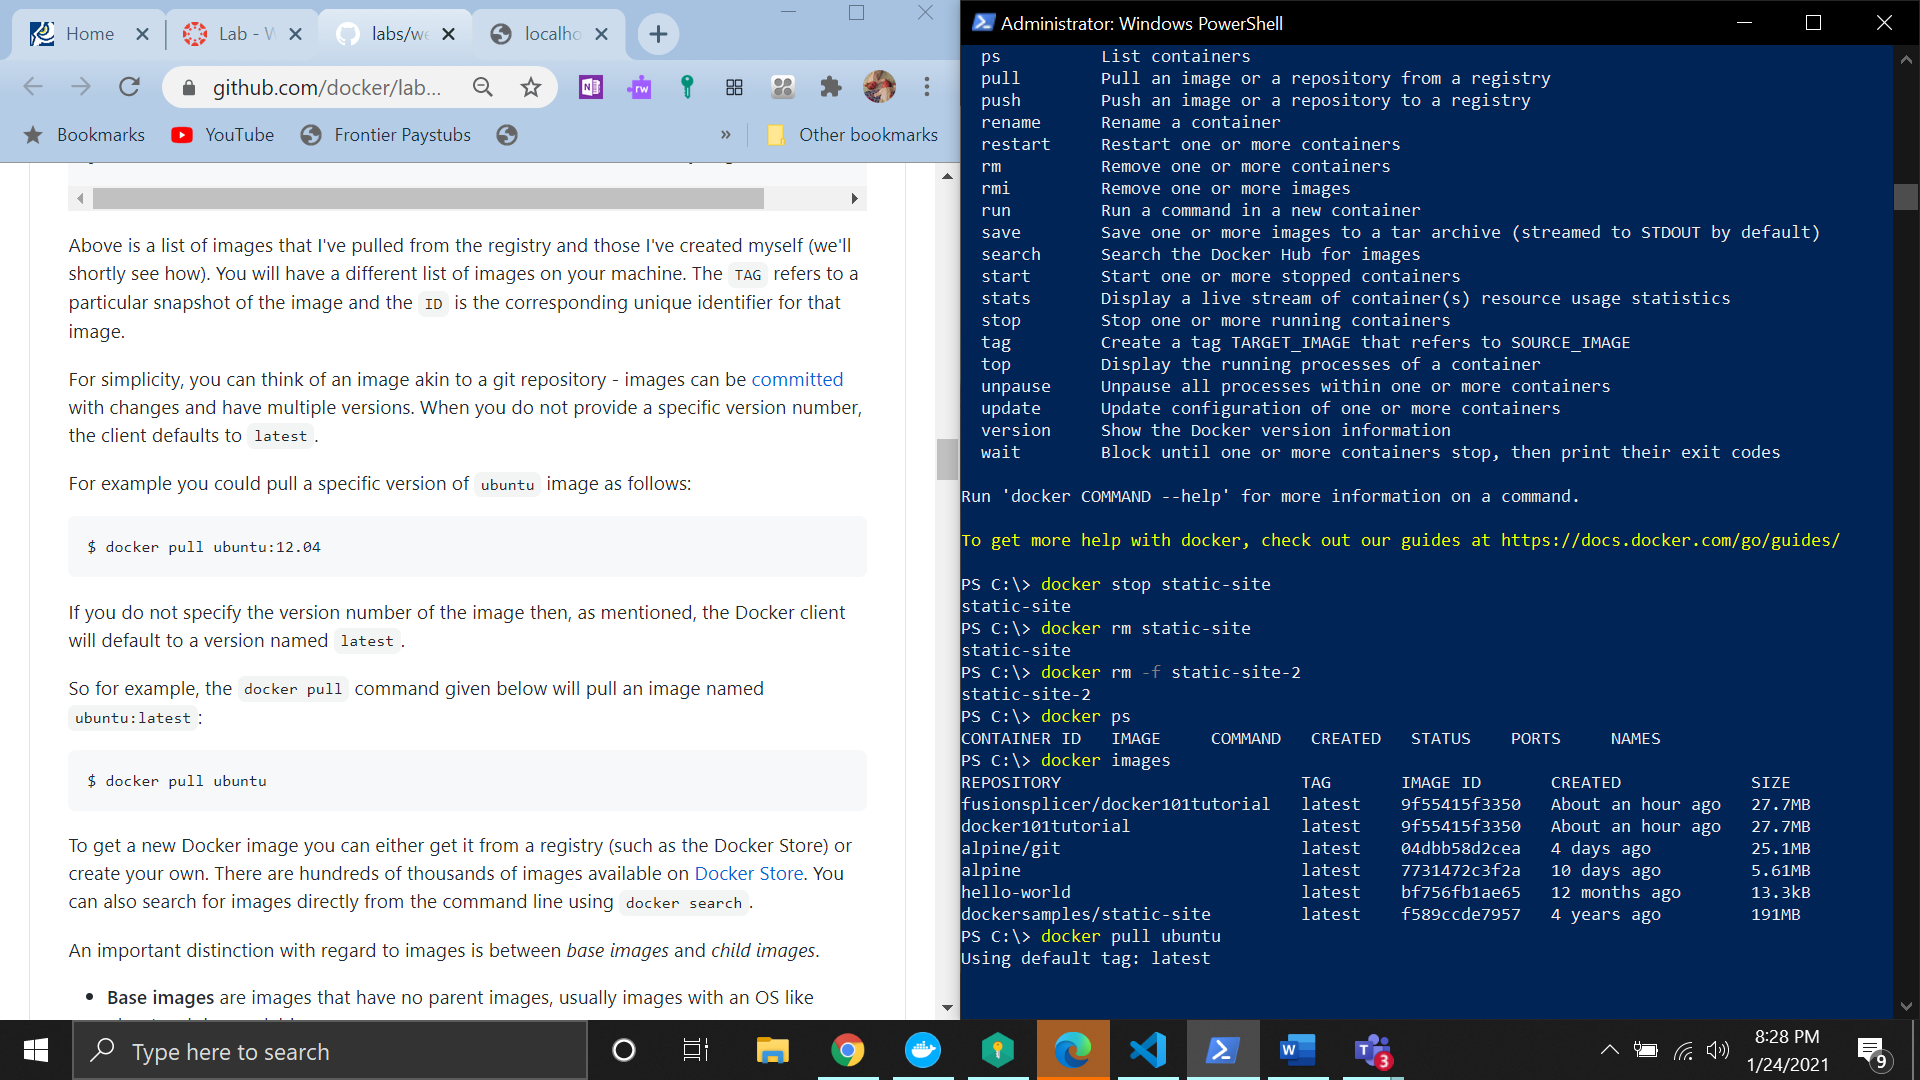 Home
Lab - W
labs/we
localho
github.com/docker/lab...
Bookmarks
YouTube
Frontier Paystubs
»
Other bookmarks
Above is a list of images that I've pulled from the registry and those I've created myself (we'll
shortly see how). You will have a different list of images on your machine. The TAG refers to a
particular snapshot of the image and the ID is the corresponding unique identifier for that
image.
For simplicity, you can think of an image akin to a git repository - images can be committed
with changes and have multiple versions. When you do not provide a specific version number,
the client defaults to latest.
For example you could pull a specific version of ubuntu image as follows:
$ docker pull ubuntu:12.04
If you do not specify the version number of the image then, as mentioned, the Docker client
will default to a version named latest.
So for example, the docker pull command given below will pull an image named
ubuntu:latest:
$ docker pull ubuntu
To get a new Docker image you can either get it from a registry (such as the Docker Store) or
create your own. There are hundreds of thousands of images available on Docker Store. You
can also search for images directly from the command line using docker search.
An important distinction with regard to images is between base images and child images.
• Base images are images that have no parent images, usually images with an OS like
Administrator: Windows PowerShell
ps List containers
pull Pull an image or a repository from a registry
push Push an image or a repository to a registry
rename Rename a container
restart Restart one or more containers
rm Remove one or more containers
rmi Remove one or more images
run Run a command in a new container
save Save one or more images to a tar archive (streamed to STDOUT by default)
search Search the Docker Hub for images
start Start one or more stopped containers
stats Display a live stream of container(s) resource usage statistics
stop Stop one or more running containers
tag Create a tag TARGET_IMAGE that refers to SOURCE_IMAGE
top Display the running processes of a container
unpause Unpause all processes within one or more containers
update Update configuration of one or more containers
version Show the Docker version information
wait Block until one or more containers stop, then print their exit codes
Run 'docker COMMAND --help' for more information on a command.
To get more help with docker, check out our guides at https://docs.docker.com/go/guides/
PS C:\> docker stop static-site
static-site
PS C:\> docker rm static-site
static-site
PS C:\> docker rm -f static-site-2
static-site-2
PS C:\> docker ps
CONTAINER ID IMAGE COMMAND CREATED STATUS PORTS NAMES
PS C:\> docker images
REPOSITORY TAG IMAGE ID CREATED SIZE
fusionsplicer/docker101tutorial latest 9f55415f3350 About an hour ago 27.7MB
docker101tutorial latest 9f55415f3350 About an hour ago 27.7MB
alpine/git latest 04dbb58d2cea 4 days ago 25.1MB
alpine latest 7731472c3f2a 10 days ago 5.61MB
hello-world latest bf756fb1ae65 12 months ago 13.3kB
dockersamples/static-site latest f589ccde7957 4 years ago 191MB
PS C:\> docker pull ubuntu
Using default tag: latest
Type here to search
3
8:28 PM
1/24/2021
9